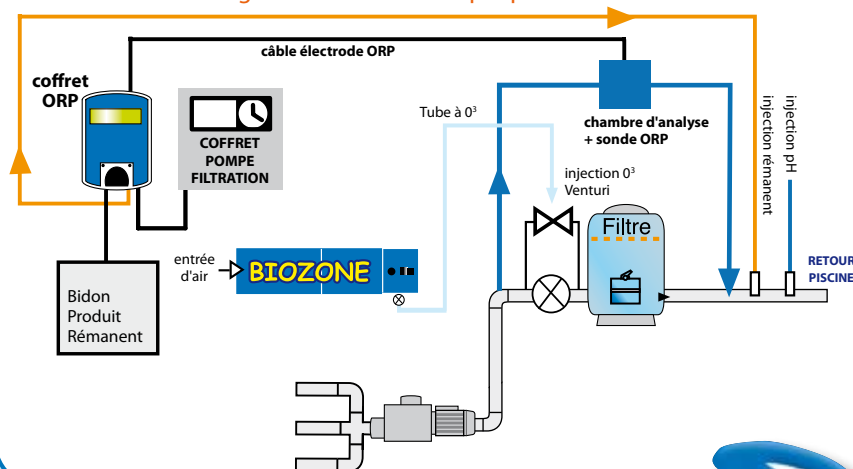 câble électrode ORP
coffret
ORP
COFFRET
POMPE
FILTRATION
Tube à 0³
chambre d'analyse
+ sonde ORP
injection rémanent
injection pH
injection 0³
Venturi
Filtre
entrée
d'air
BIOZONE
RETOUR
PISCINE
Bidon
Produit
Rémanent